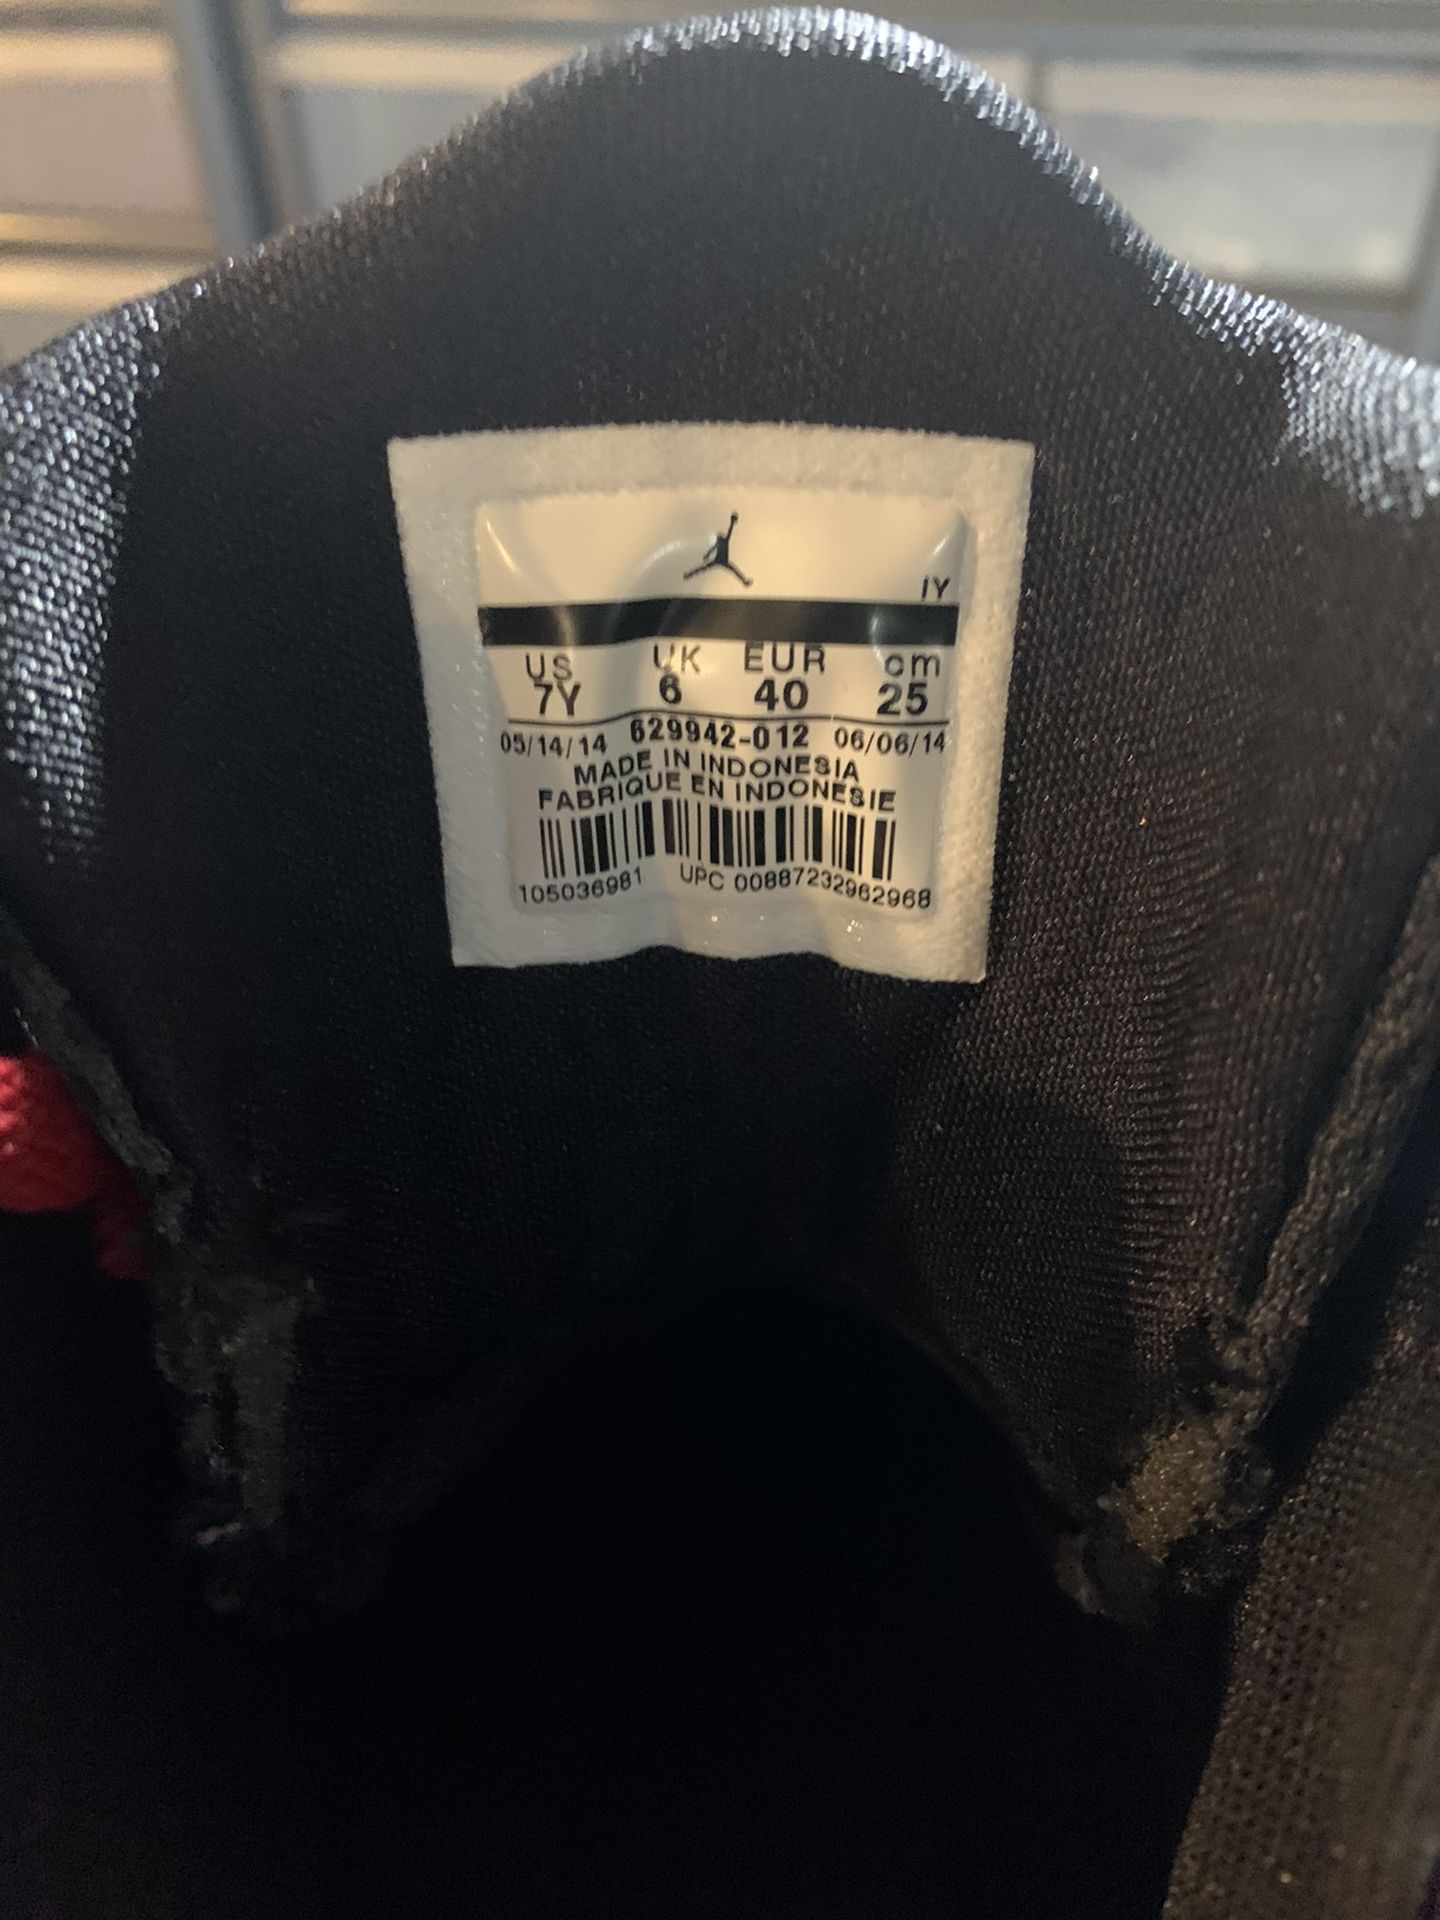 IY
US UK EUR cm
7Y 6 40 25
05/14/14 629942-012 06/06/14
MADE IN INDONESIA
FABRIQUE EN INDONESIE
105036981 UPC 00887232962968